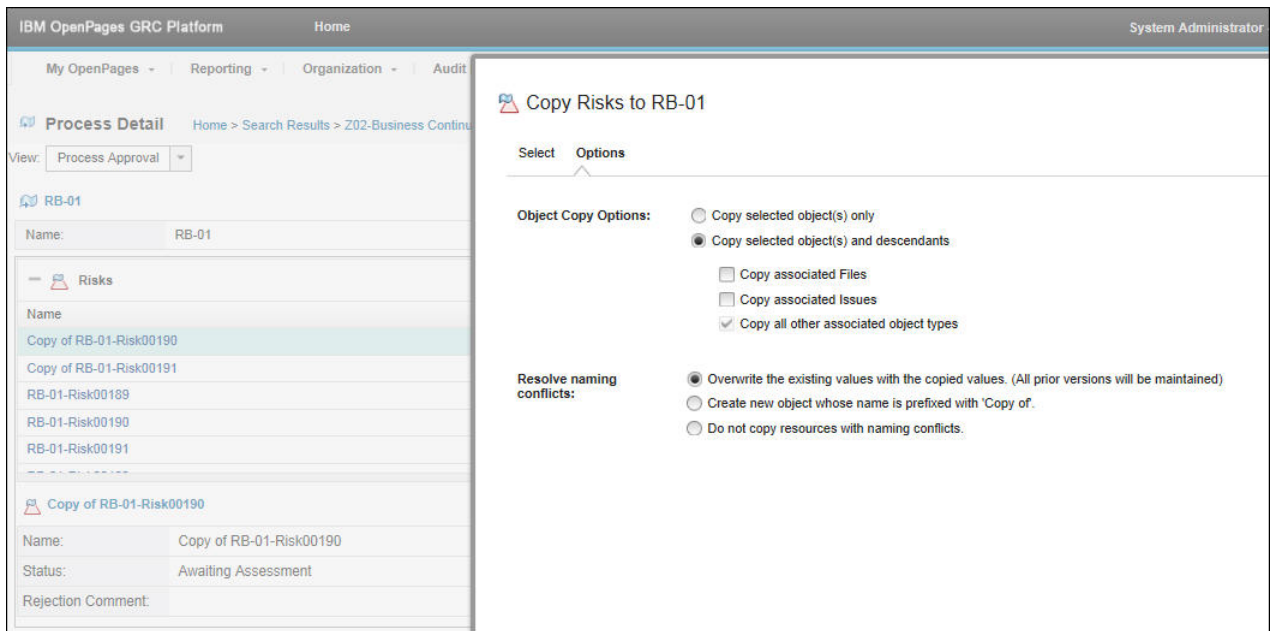 IBM OpenPages GRC Platform Home System Administrator
My OpenPages Reporting Organization Audit
Process Detail Home > Search Results > Z02-Business Continu
View: Process Approval
RB-01
Name: RB-01
Risks
Name
Copy of RB-01-Risk00190
Copy of RB-01-Risk00191
RB-01-Risk00189
RB-01-Risk00190
RB-01-Risk00191
Copy of RB-01-Risk00190
Name: Copy of RB-01-Risk00190
Status: Awaiting Assessment
Rejection Comment:
Copy Risks to RB-01
Select Options
Object Copy Options: Copy selected object(s) only
Copy selected object(s) and descendants
Copy associated Files
Copy associated Issues
Copy all other associated object types
Resolve naming
conflicts:
Overwrite the existing values with the copied values. (All prior versions will be maintained)
Create new object whose name is prefixed with 'Copy of'.
Do not copy resources with naming conflicts.